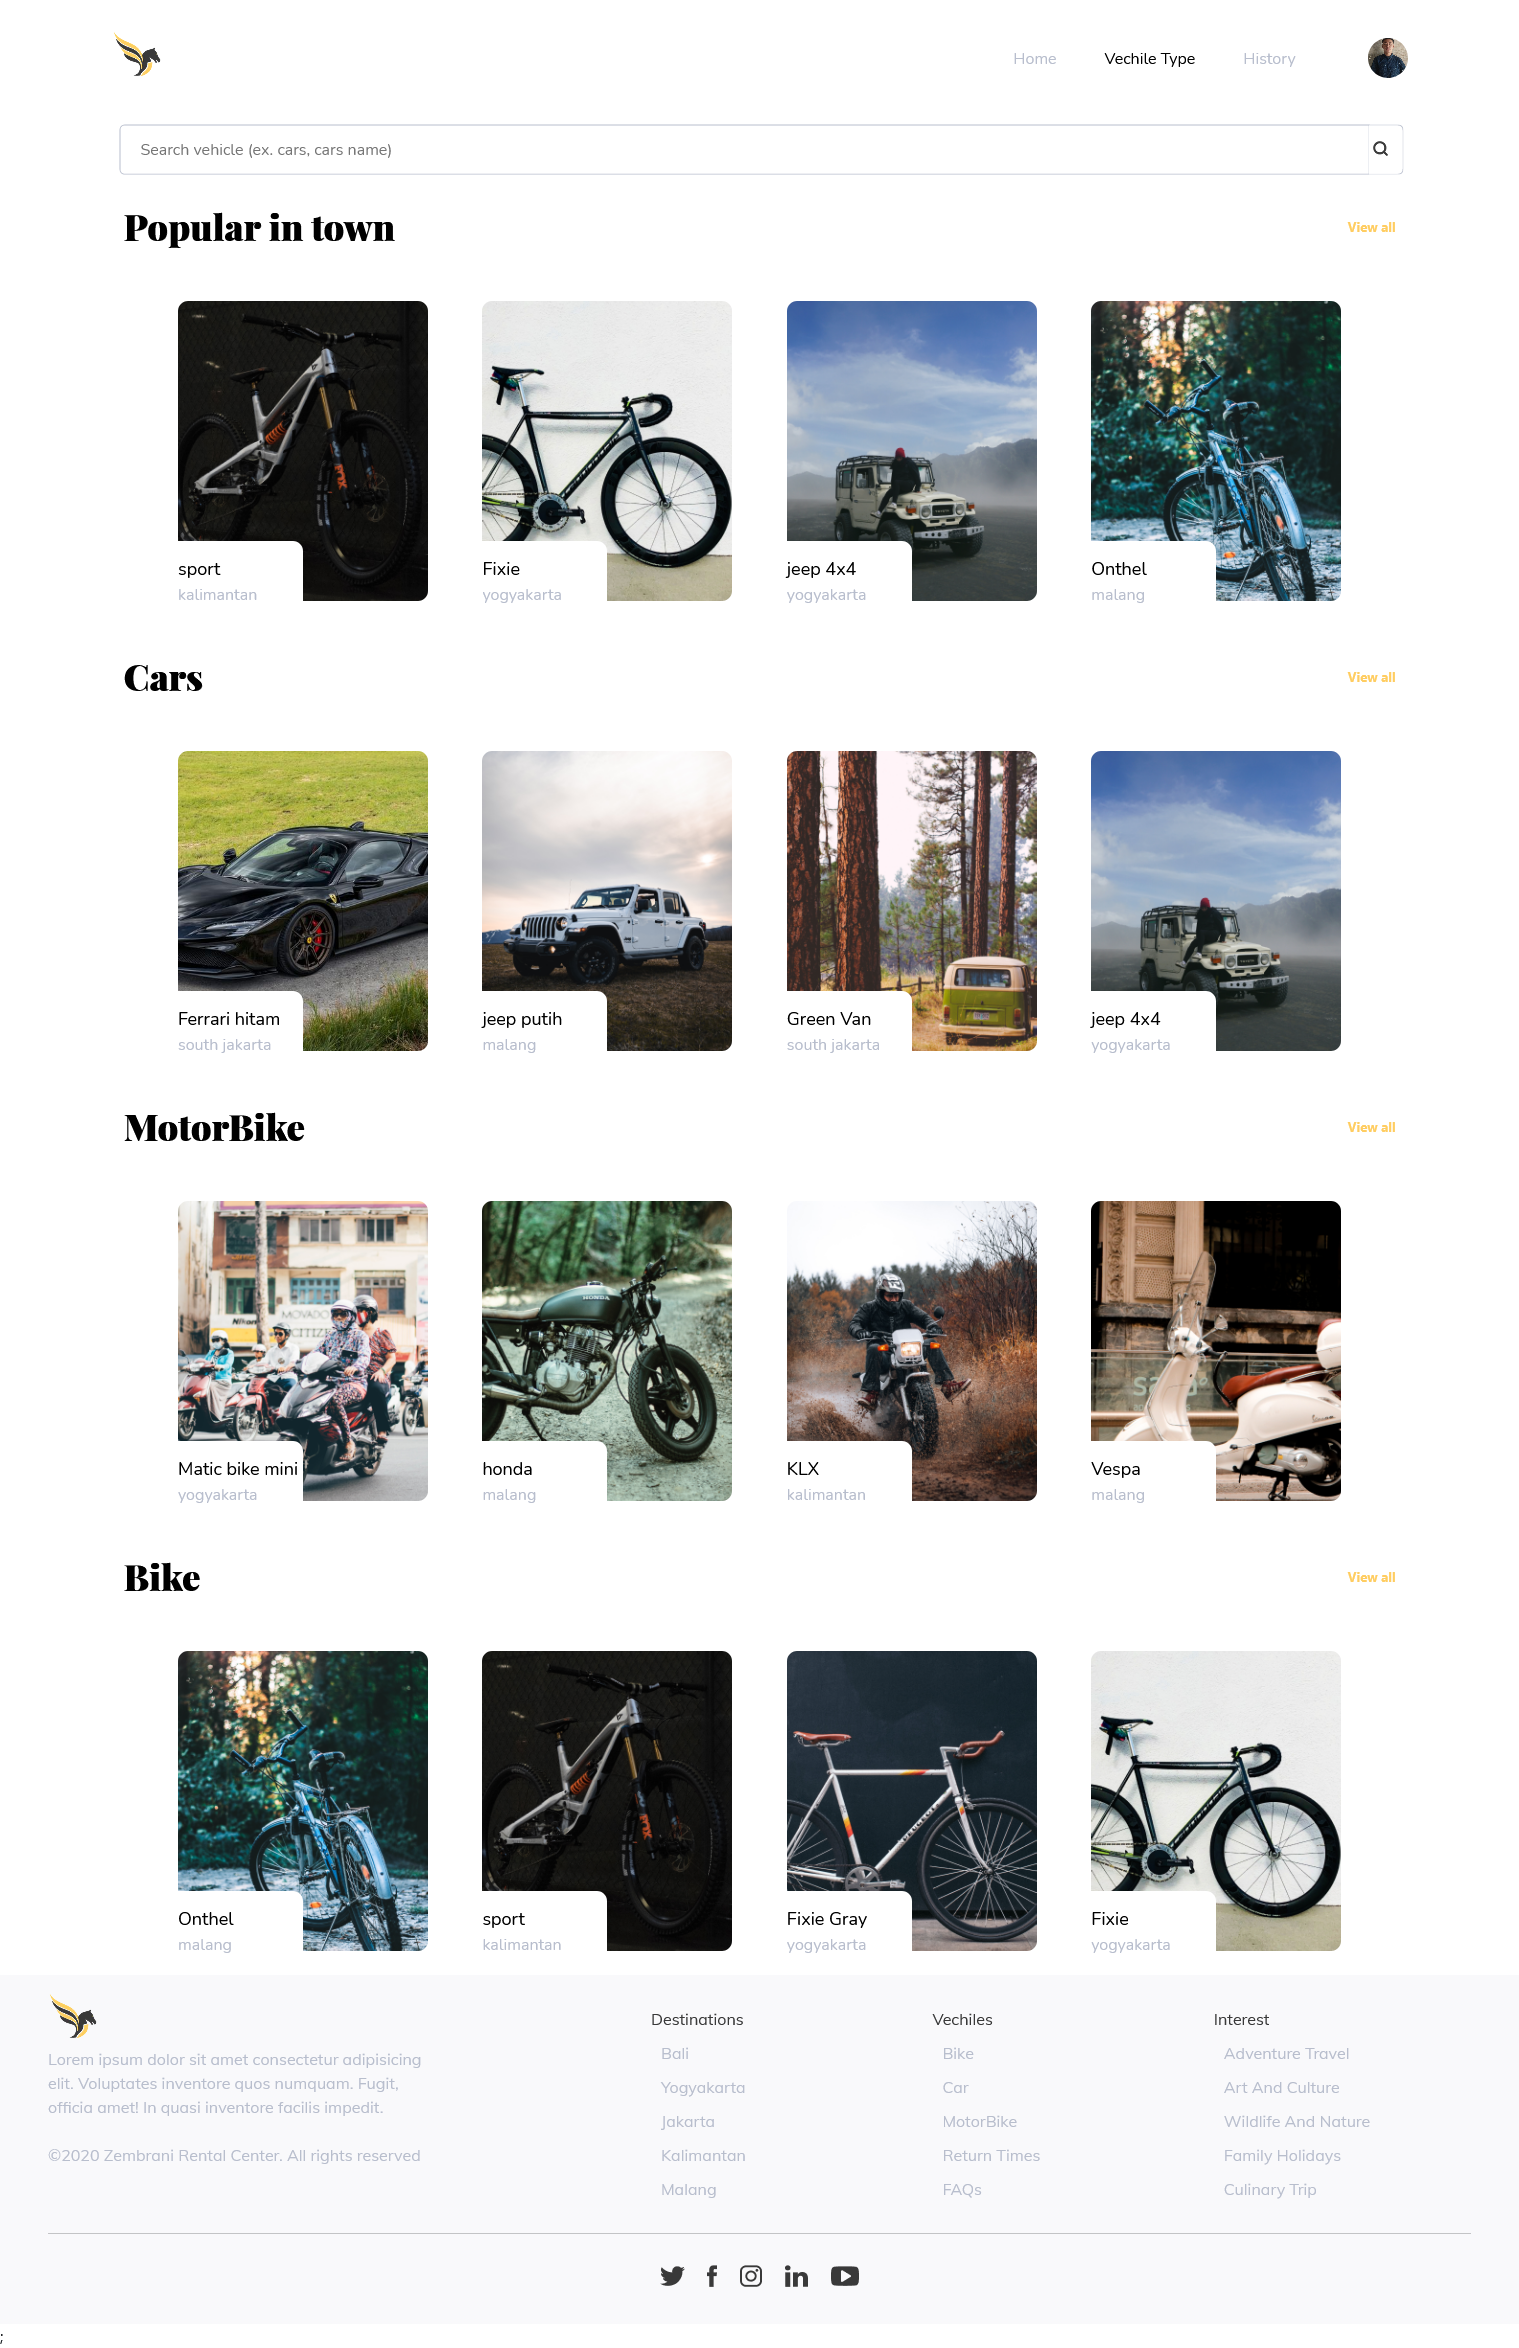 Home
Vechile Type
History
Search vehicle (ex. cars, cars name)
Popular in town
View all
sport
kalimantan
Fixie
yogyakarta
jeep 4x4
yogyakarta
Onthel
malang
Cars
View all
Ferrari hitam
south jakarta
jeep putih
malang
Green Van
south jakarta
jeep 4x4
yogyakarta
MotorBike
View all
MOVADO
Nikon
CITIZE
HONDA
Matic bike mini
yogyakarta
honda
malang
KLX
kalimantan
Vespa
malang
Bike
View all
PEUGEOT
Onthel
malang
sport
kalimantan
Fixie Gray
yogyakarta
Fixie
yogyakarta
Lorem ipsum dolor sit amet consectetur adipisicing
elit. Voluptates inventore quos numquam. Fugit,
officia amet! In quasi inventore facilis impedit.
©2020 Zembrani Rental Center. All rights reserved
Destinations
Bali
Yogyakarta
Jakarta
Kalimantan
Malang
Vechiles
Bike
Car
MotorBike
Return Times
FAQs
Interest
Adventure Travel
Art And Culture
Wildlife And Nature
Family Holidays
Culinary Trip
;